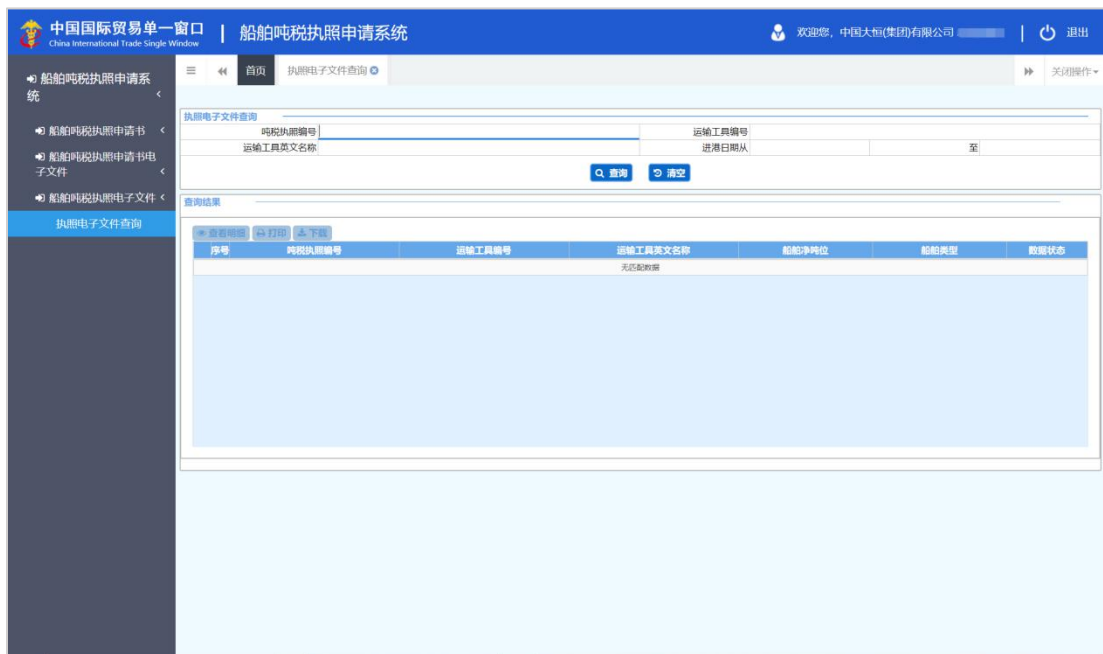 中国国际贸易单一窗口 | 船舶吨税执照申请系统
China International Trade Single Window
欢迎您，中国大恒(集团)有限公司 | 退出
船舶吨税执照申请系统
船舶吨税执照申请书
船舶吨税执照申请书电子文件
船舶吨税执照电子文件
执照电子文件查询
首页 执照电子文件查询 关闭操作
执照电子文件查询
吨税执照编号 运输工具编号
运输工具英文名称 进港日期从 至
查询 清空
查询结果
查看明细 打印 下载
序号 吨税执照编号 运输工具编号 运输工具英文名称 船舶净吨位 船舶类型 数据状态
无匹配数据